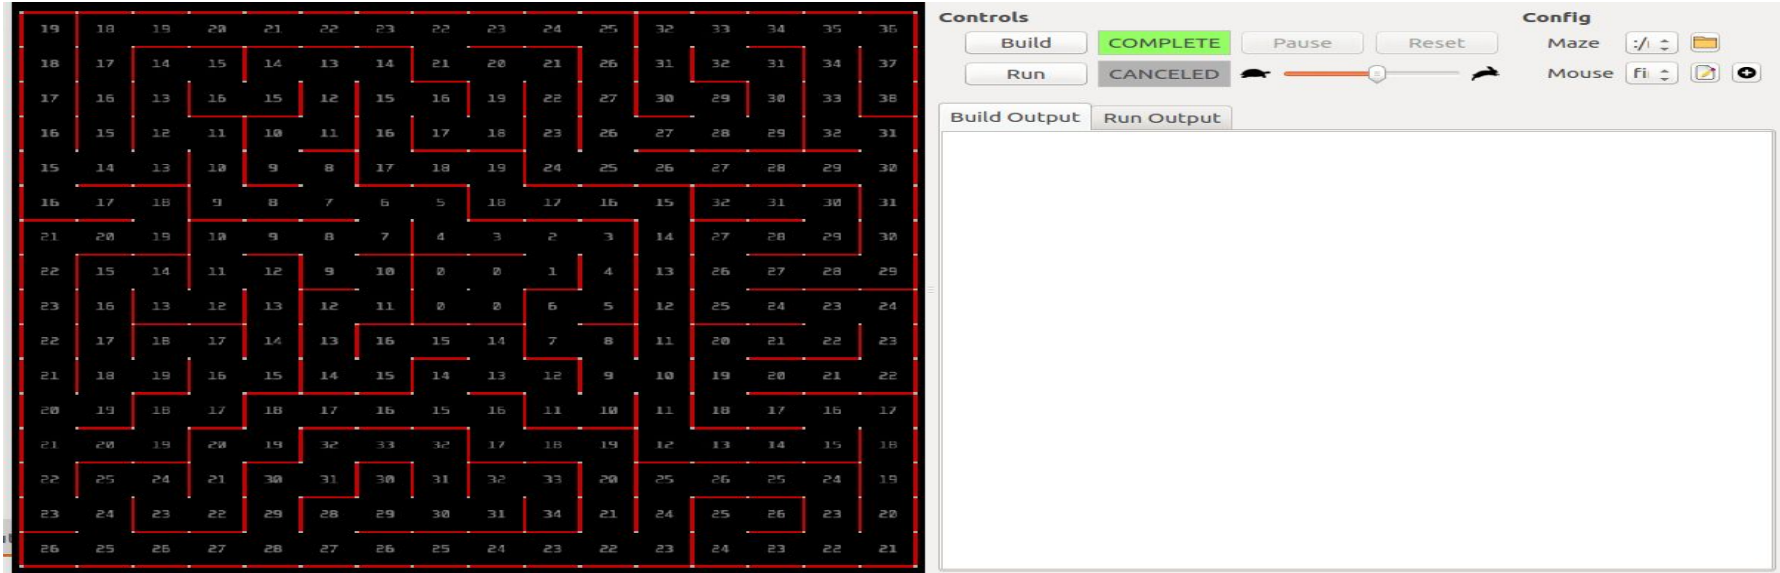 Controls
Config
Build COMPLETE Pause Reset
Maze :/i
Run CANCELED
Mouse Fi
Build Output Run Output
19 18 19 20 21 22 23 22 23 24 25 32 33 34 35 36
18 17 14 15 14 13 14 21 20 21 26 31 32 31 34 37
17 16 13 16 15 12 15 16 19 22 27 30 29 30 33 38
16 15 12 11 10 11 16 17 18 23 26 27 28 29 32 31
15 14 13 10 9 8 17 18 19 24 25 26 27 28 29 30
16 17 18 9 8 7 6 5 18 17 16 15 32 31 30 31
21 20 19 10 9 8 7 4 3 2 3 14 27 28 29 30
22 15 14 11 12 9 10 0 0 1 4 13 26 27 28 29
23 16 13 12 13 12 11 0 0 6 5 12 25 24 23 24
22 17 18 17 14 13 16 15 14 7 8 11 20 21 22 23
21 18 19 16 15 14 15 14 13 12 9 10 19 20 21 22
20 19 18 17 18 17 16 15 16 11 10 11 18 17 16 17
21 20 19 20 19 32 33 32 17 18 19 12 13 14 15 18
22 25 24 21 30 31 30 31 32 33 20 25 26 25 24 19
23 24 23 22 29 28 29 30 31 34 21 24 25 26 23 20
26 25 26 27 28 27 26 25 24 23 22 23 24 23 22 21